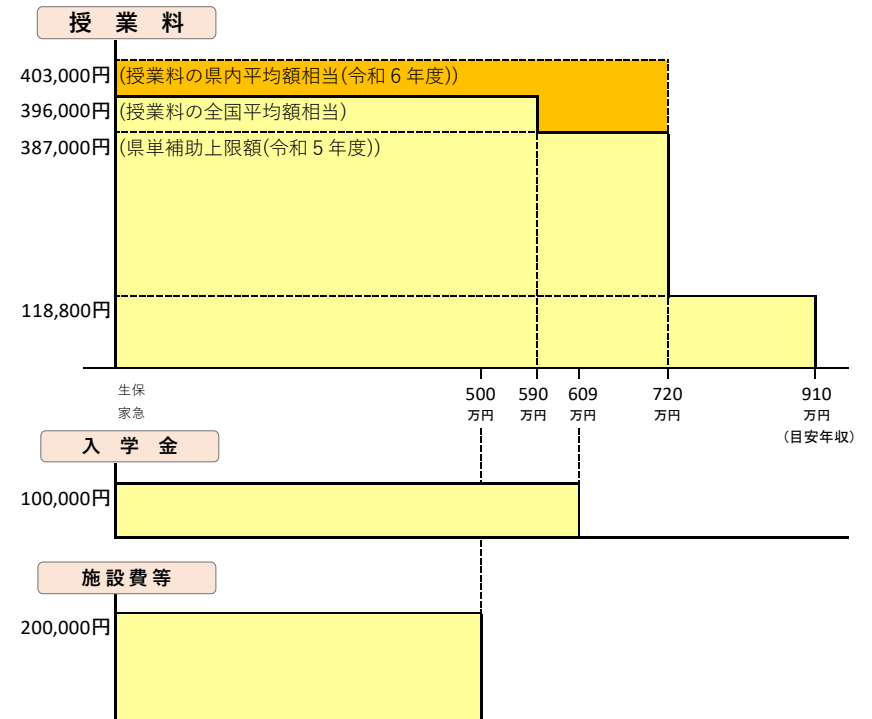 授 業 料
403,000円 (授業料の県内平均額相当(令和6年度))
396,000円 (授業料の全国平均額相当)
387,000円 (県単補助上限額(令和5年度))
118,800円
生保
家急
500 590 609 720 910
万円 万円 万円 万円 万円
(目安年収)
入 学 金
100,000円
施設費等
200,000円